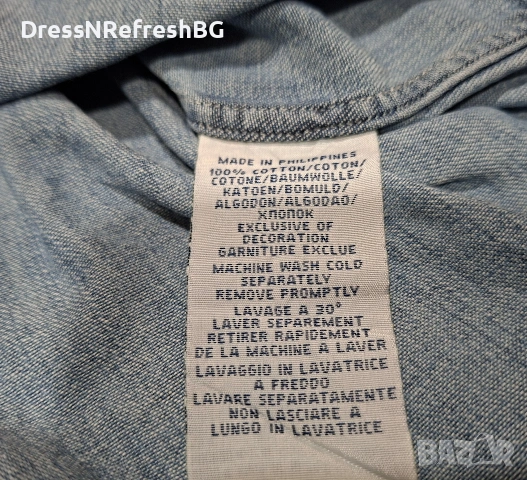 DressNRefreshBG
MADE IN PHILIPPINES
100% COTTON/COTON/
COTONE/BAUMWOLLE/
KATOEN/BOMULD/
ALGODON/ALGODAO/
ХЛОПОК
EXCLUSIVE OF
DECORATION
GARNITURE EXCLUE
MACHINE WASH COLD
SEPARATELY
REMOVE PROMPTLY
LAVAGE A 30°
LAVER SEPAREMENT
RETIRER RAPIDEMENT
DE LA MACHINE A LAVER
LAVAGGIO IN LAVATRICE
A FREDDO
LAVARE SEPARATAMENTE
NON LASCIARE A
LUNGO IN LAVATRICE
BAZAR